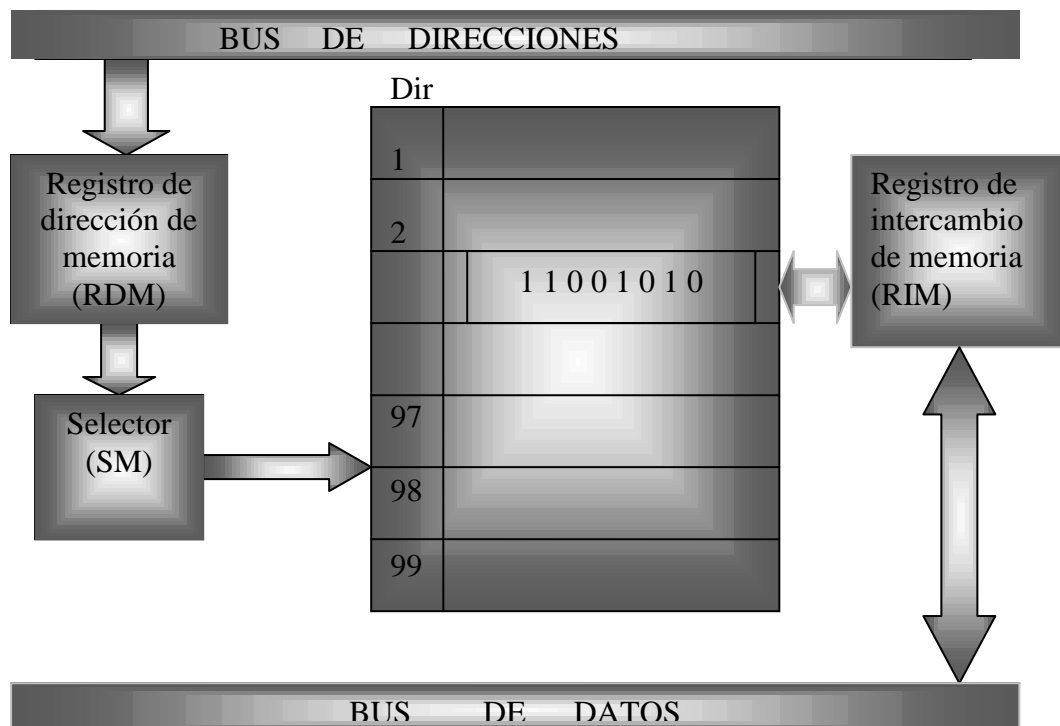 BUS DE DIRECCIONES
Dir
1
2
1 1 0 0 1 0 1 0
97
98
99
Registro de
dirección de
memoria
(RDM)
Selector
(SM)
Registro de
intercambio
de memoria
(RIM)
BUS DE DATOS